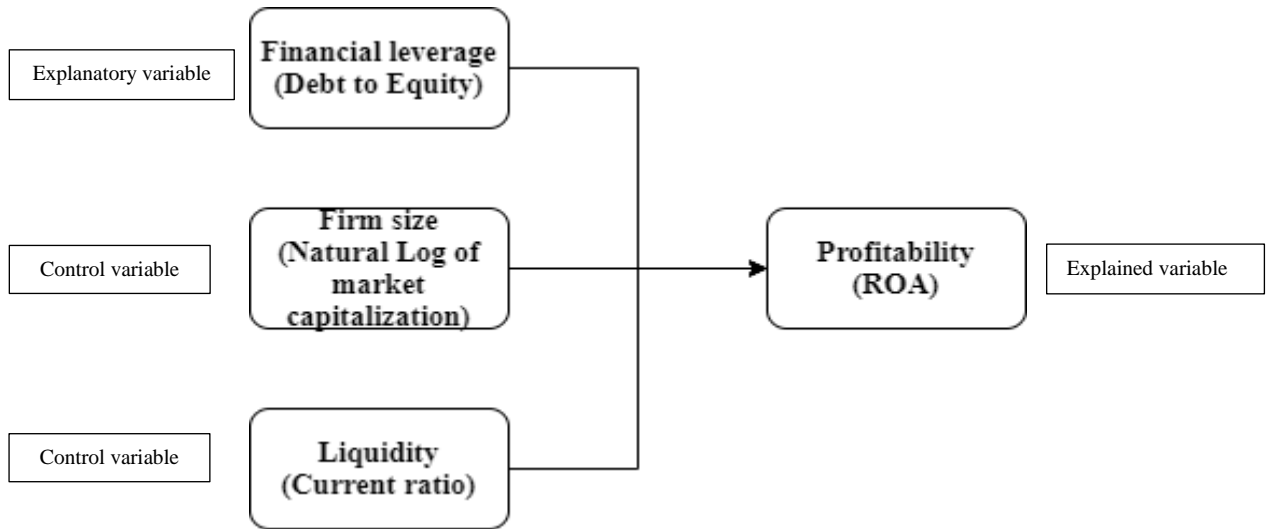 Explanatory variable
Financial leverage
(Debt to Equity)
Control variable
Firm size
(Natural Log of
market
capitalization)
Profitability
(ROA)
Explained variable
Control variable
Liquidity
(Current ratio)